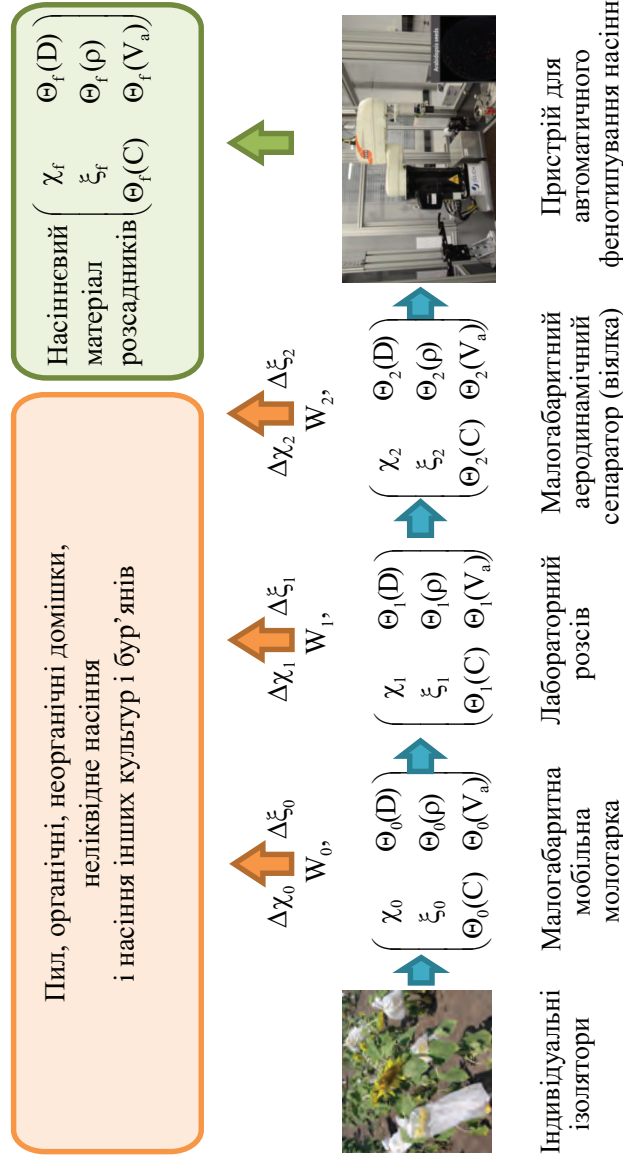 Пил, органічні, неорганічні домішки,
неліквідне насіння
і насіння інших культур і бур’янів
Насіннєвий
матеріал
розсадників
χf Θf(D)
ξf Θf(ρ)
Θf(C) Θf(Va)
Δχ0 Δξ0
W0,
Δχ1 Δξ1
W1,
Δχ2 Δξ2
W2,
χ0 Θ0(D)
ξ0 Θ0(ρ)
Θ0(C) Θ0(Va)
χ1 Θ1(D)
ξ1 Θ1(ρ)
Θ1(C) Θ1(Va)
χ2 Θ2(D)
ξ2 Θ2(ρ)
Θ2(C) Θ2(Va)
Arabidopsis seeds
Індивідуальні
ізолятори
Малогабаритна
мобільна
молотарка
Лабораторний
розсів
Малогабаритний
аеродинамічний
сепаратор (віялка)
Пристрій для
автоматичного
фенотипування насіння